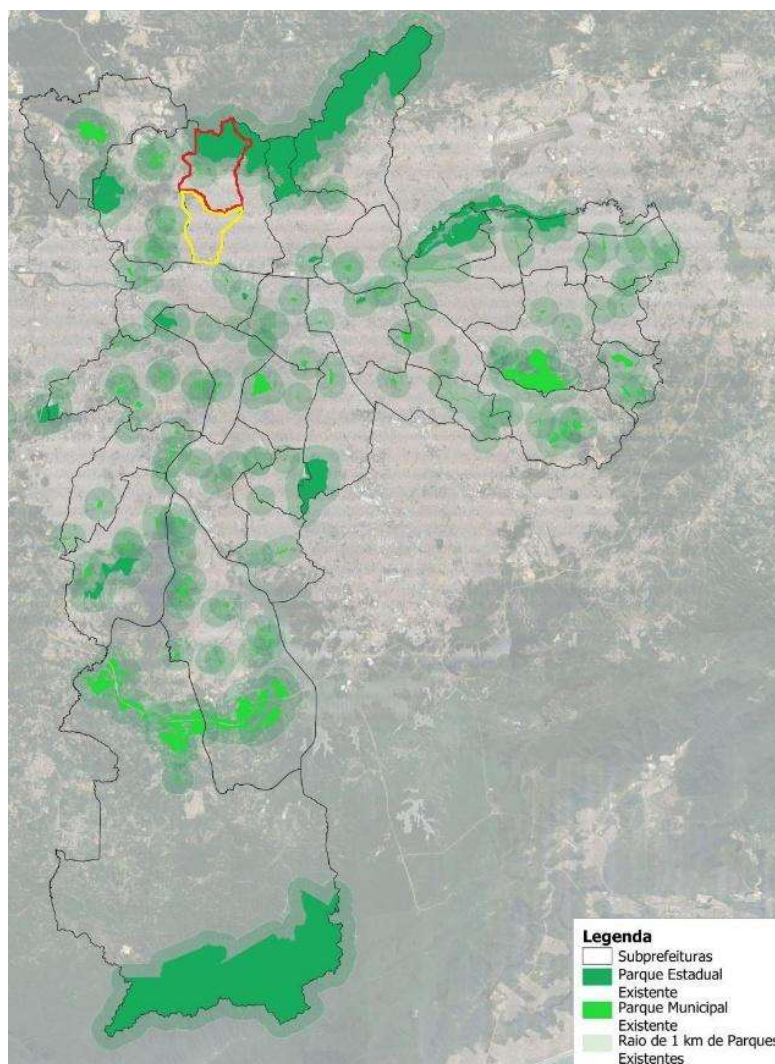 Legenda
Subprefeituras
Parque Estadual
Existente
Parque Municipal
Existente
Raio de 1 km de Parques
Existentes